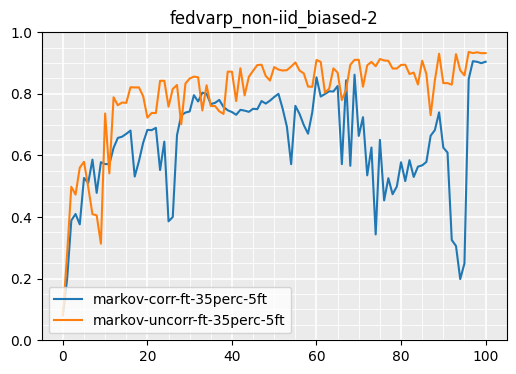 fedvarp_non-iid_biased-2
1.0
0.8
0.6
0.4
0.2
0.0
markov-corr-ft-35perc-5ft
markov-uncorr-ft-35perc-5ft
0 20 40 60 80 100